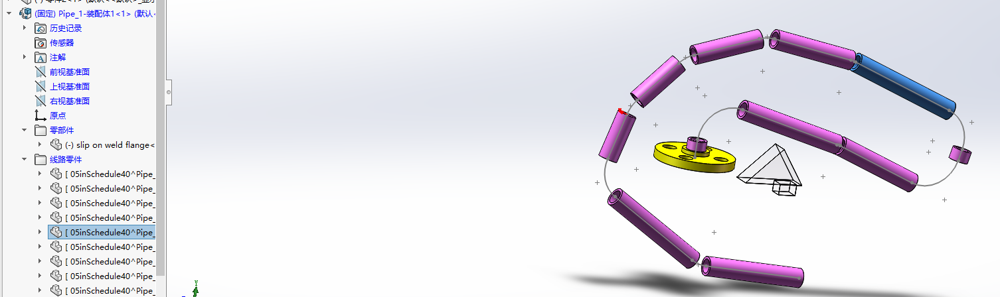 (固定) Pipe_1-装配体1<1> (默认<
历史记录
传感器
注解
前视基准面
上视基准面
右视基准面
原点
零部件
(-) slip on weld flange<
线路零件
[ 05inSchedule40^Pipe_
[ 05inSchedule40^Pipe_
[ 05inSchedule40^Pipe_
[ 05inSchedule40^Pipe_
[ 05inSchedule40^Pipe_
[ 05inSchedule40^Pipe_
[ 05inSchedule40^Pipe_
[ 05inSchedule40^Pipe_
[ 05inSchedule40^Pipe_
Y